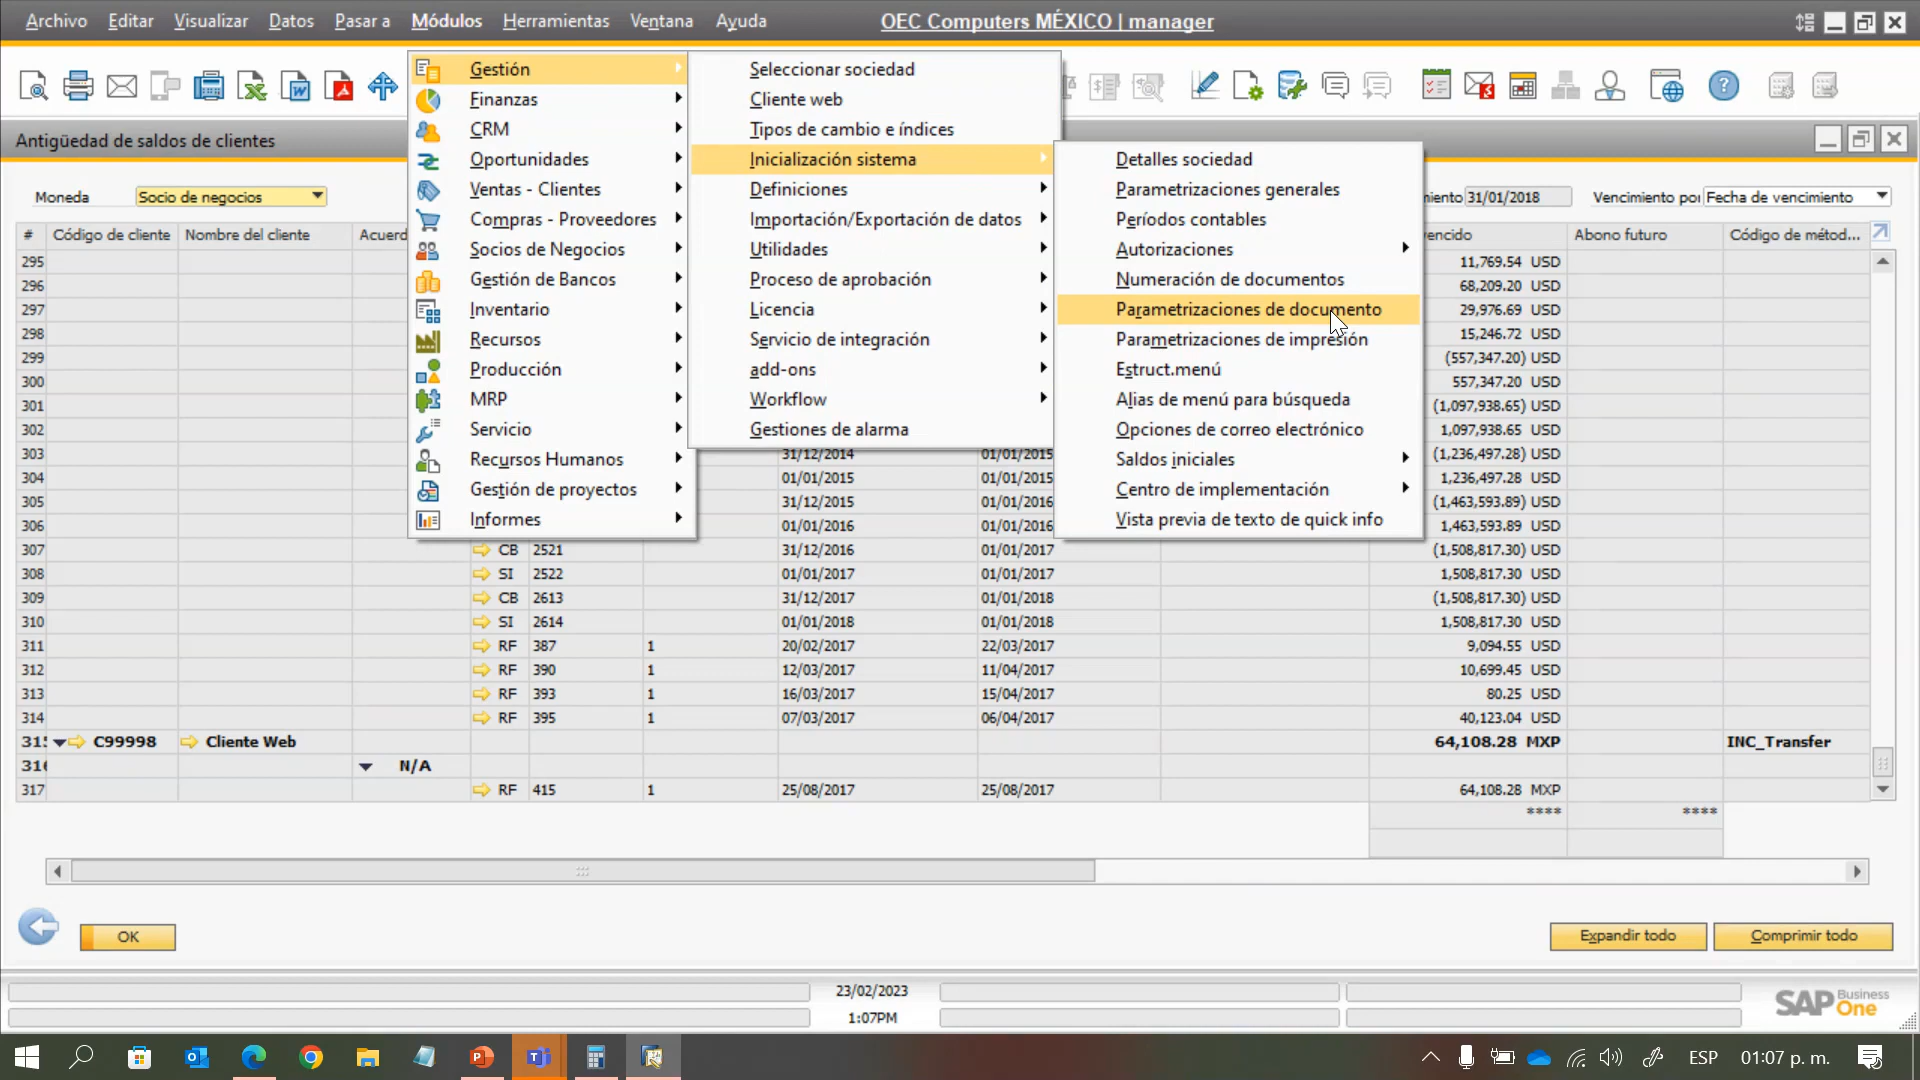 Archivo Editar Visualizar Datos Pasar a Módulos Herramientas Ventana Ayuda OEC Computers MÉXICO | manager
Gestión
Finanzas
CRM
Oportunidades
Ventas - Clientes
Compras - Proveedores
Socios de Negocios
Gestión de Bancos
Inventario
Recursos
Producción
MRP
Servicio
Recursos Humanos
Gestión de proyectos
Informes
Seleccionar sociedad
Cliente web
Tipos de cambio e índices
Inicialización sistema
Definiciones
Importación/Exportación de datos
Utilidades
Proceso de aprobación
Licencia
Servicio de integración
add-ons
Workflow
Gestiones de alarma
Detalles sociedad
Parametrizaciones generales
Períodos contables
Autorizaciones
Numeración de documentos
Parametrizaciones de documento
Parametrizaciones de impresión
Estruct.menú
Alias de menú para búsqueda
Opciones de correo electrónico
Saldos iniciales
Centro de implementación
Vista previa de texto de quick info
Antigüedad de saldos de clientes
Moneda Socio de negocios 31/01/2018 Vencimiento por Fecha de vencimiento
# Código de cliente Nombre del cliente Acuerd encido Abono futuro Código de métod...
295 11,769.54 USD
296 68,209.20 USD
297 29,976.69 USD
298 15,246.72 USD
299 (557,347.20) USD
300 557,347.20 USD
301 (1,097,938.65) USD
302 1,097,938.65 USD
303 31/12/2014 01/01/2015 (1,236,497.28) USD
304 01/01/2015 01/01/2015 1,236,497.28 USD
305 31/12/2015 01/01/2016 (1,463,593.89) USD
306 01/01/2016 01/01/2016 1,463,593.89 USD
307 CB 2521 31/12/2016 01/01/2017 (1,508,817.30) USD
308 SI 2522 01/01/2017 01/01/2017 1,508,817.30 USD
309 CB 2613 31/12/2017 01/01/2018 (1,508,817.30) USD
310 SI 2614 01/01/2018 01/01/2018 1,508,817.30 USD
311 RF 387 1 20/02/2017 22/03/2017 9,094.55 USD
312 RF 390 1 12/03/2017 11/04/2017 10,699.45 USD
313 RF 393 1 16/03/2017 15/04/2017 80.25 USD
314 RF 395 1 07/03/2017 06/04/2017 40,123.04 USD
315 C99998 Cliente Web 64,108.28 MXP INC_Transfer
316 N/A
317 RF 415 1 25/08/2017 25/08/2017 64,108.28 MXP
**** ****
OK Expandir todo Comprimir todo
23/02/2023
1:07PM
SAP Business One
ESP 01:07 p. m.